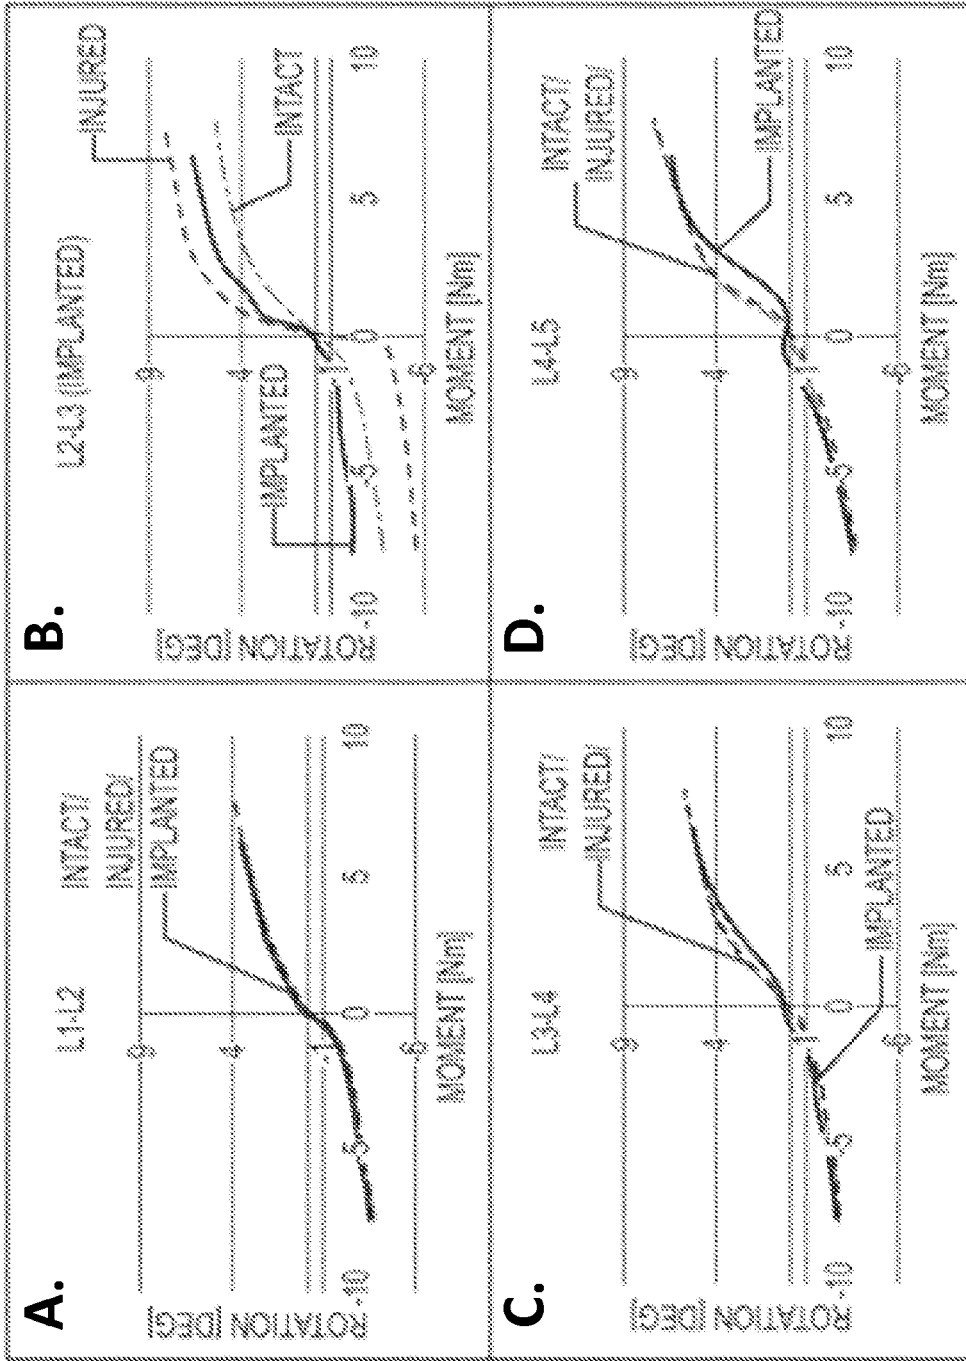 A.
L1-L2
INTACT/
INJURED/
IMPLANTED
ROTATION [DEG]
9
4
-1
-6
-10
-5
0
5
10
MOMENT [Nm]
B.
L2-L3 (IMPLANTED)
INJURED
INTACT
IMPLANTED
ROTATION [DEG]
9
4
-1
-6
-10
-5
0
5
10
MOMENT [Nm]
C.
L3-L4
INTACT/
INJURED/
IMPLANTED
ROTATION [DEG]
9
4
-1
-6
-10
-5
0
5
10
MOMENT [Nm]
D.
L4-L5
INTACT/
INJURED/
IMPLANTED
ROTATION [DEG]
9
4
-1
-6
-10
-5
0
5
10
MOMENT [Nm]